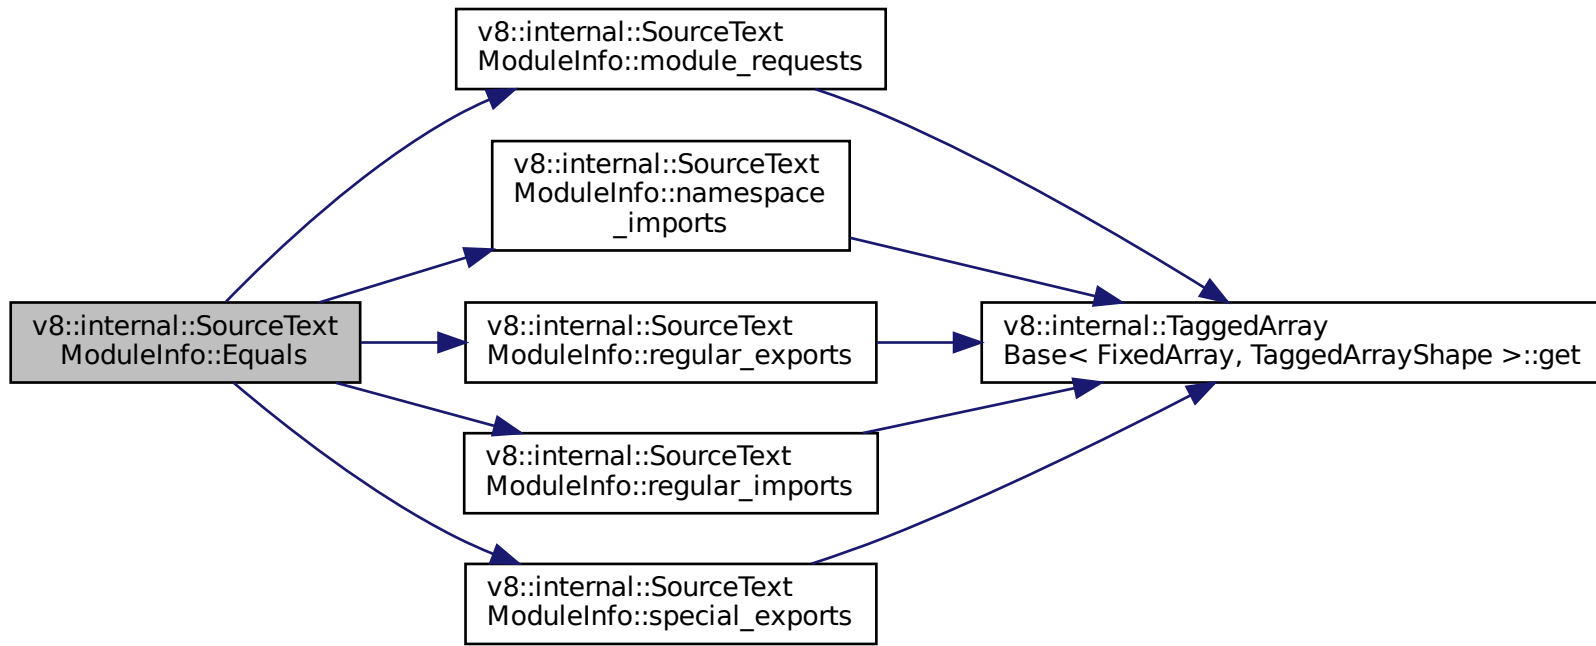 v8::internal::SourceText
ModuleInfo::module_requests
v8::internal::SourceText
ModuleInfo::namespace
_imports
v8::internal::SourceText
ModuleInfo::Equals
v8::internal::SourceText
ModuleInfo::regular_exports
v8::internal::TaggedArray
Base< FixedArray, TaggedArrayShape >::get
v8::internal::SourceText
ModuleInfo::regular_imports
v8::internal::SourceText
ModuleInfo::special_exports